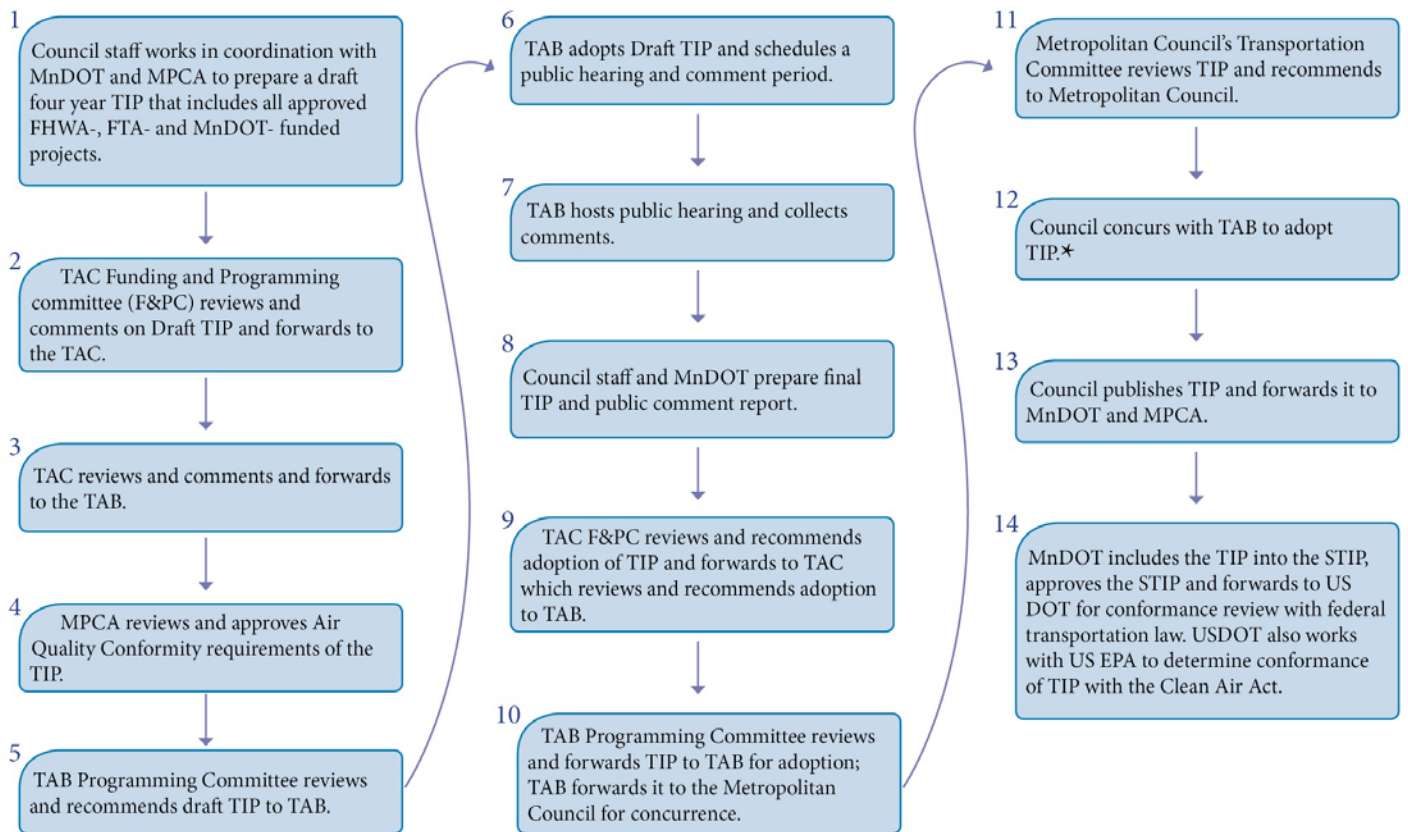 1
Council staff works in coordination with
MnDOT and MPCA to prepare a draft
four year TIP that includes all approved
FHWA-, FTA- and MnDOT- funded
projects.
2
TAC Funding and Programming
committee (F&PC) reviews and
comments on Draft TIP and forwards to
the TAC.
3
TAC reviews and comments and forwards
to the TAB.
4
MPCA reviews and approves Air
Quality Conformity requirements of the
TIP.
5
TAB Programming Committee reviews
and recommends draft TIP to TAB.
6
TAB adopts Draft TIP and schedules a
public hearing and comment period.
7
TAB hosts public hearing and collects
comments.
8
Council staff and MnDOT prepare final
TIP and public comment report.
9
TAC F&PC reviews and recommends
adoption of TIP and forwards to TAC
which reviews and recommends adoption
to TAB.
10
TAB Programming Committee reviews
and forwards TIP to TAB for adoption;
TAB forwards it to the Metropolitan
Council for concurrence.
11
Metropolitan Council’s Transportation
Committee reviews TIP and recommends
to Metropolitan Council.
12
Council concurs with TAB to adopt
TIP.*
13
Council publishes TIP and forwards it to
MnDOT and MPCA.
14
MnDOT includes the TIP into the STIP,
approves the STIP and forwards to US
DOT for conformance review with federal
transportation law. USDOT also works
with US EPA to determine conformance
of TIP with the Clean Air Act.